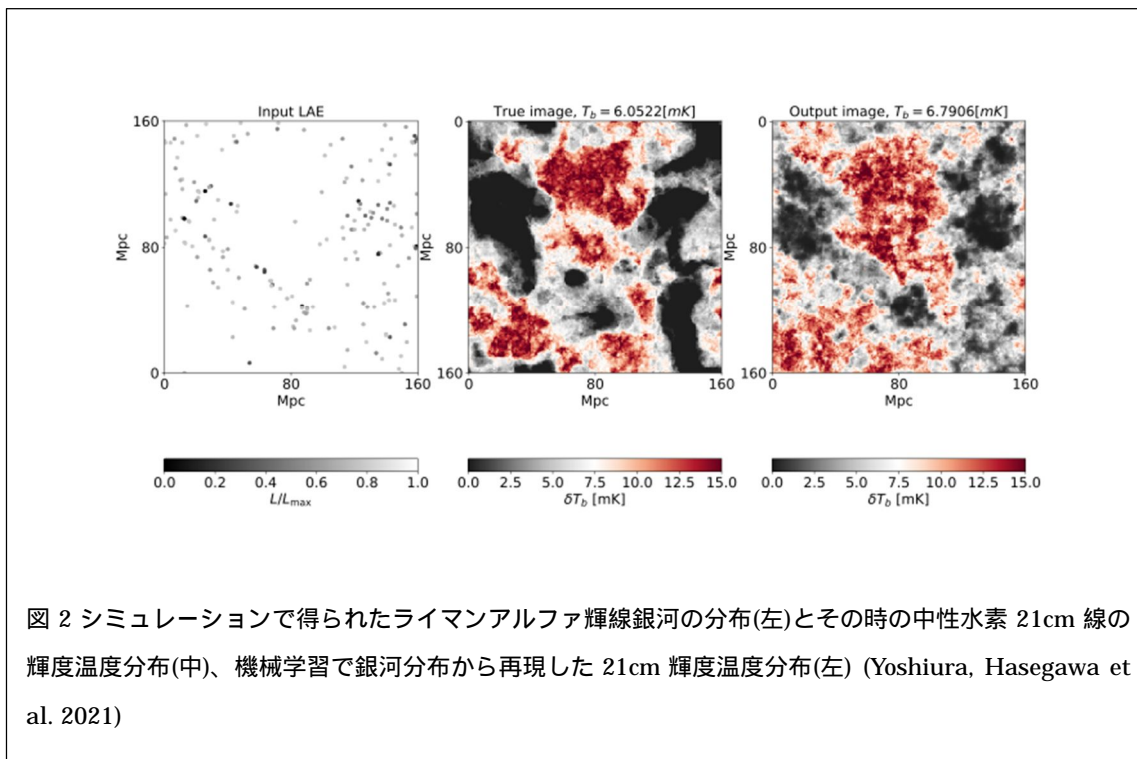 Input LAE
160
80
0
Mpc
0 80 160
Mpc
0.0 0.2 0.4 0.6 0.8 1.0
L/Lmax
True image, Tb = 6.0522[mK]
0
80
160
Mpc
80 160
Mpc
0.0 2.5 5.0 7.5 10.0 12.5 15.0
δTb [mK]
Output image, Tb = 6.7906[mK]
0
80
160
Mpc
0 80 160
Mpc
0.0 2.5 5.0 7.5 10.0 12.5 15.0
δTb [mK]
図 2 シミュレーションで得られたライマンアルファ輝線銀河の分布(左)とその時の中性水素 21cm 線の
輝度温度分布(中)、機械学習で銀河分布から再現した 21cm 輝度温度分布(左) (Yoshiura, Hasegawa et
al. 2021)